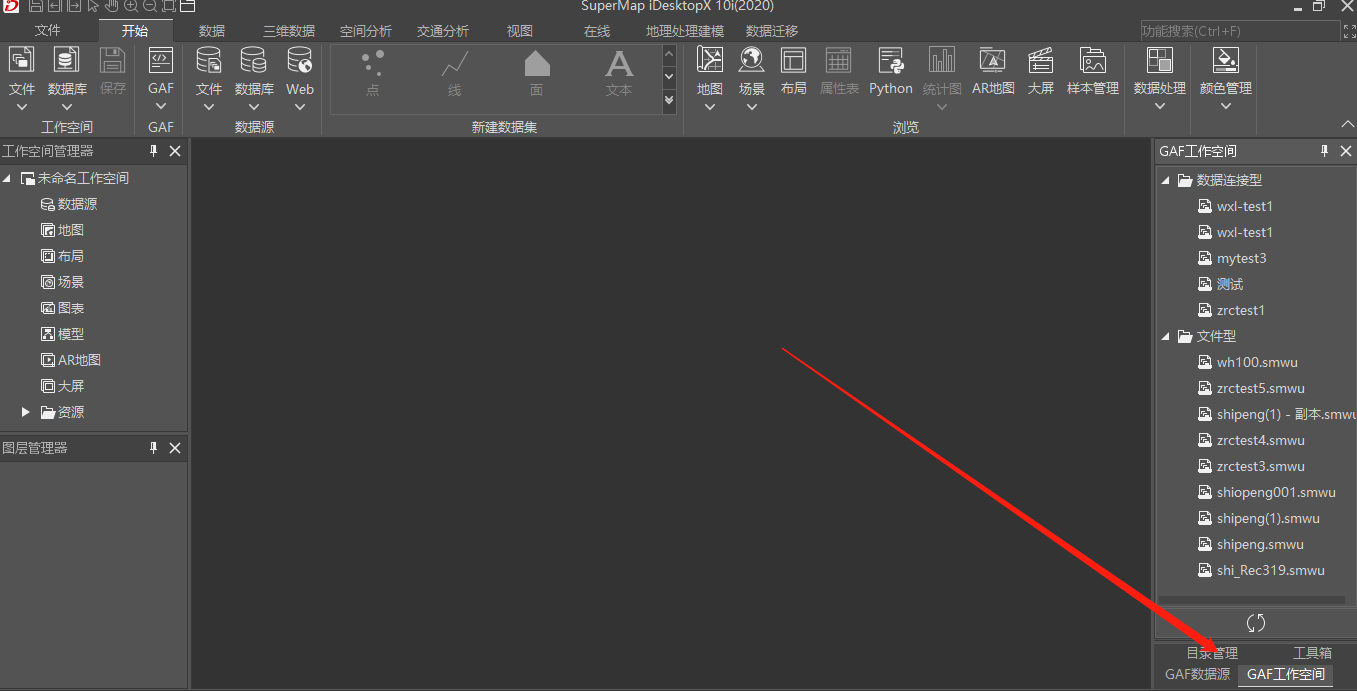 SuperMap iDesktopX 10i(2020)
文件 开始 数据 三维数据 空间分析 交通分析 视图 在线 地理处理建模 数据迁移 功能搜索(Ctrl+F)
文件 数据库 保存 GAF 文件 数据库 Web 点 线 面 文本 地图 场景 布局 属性表 Python 统计图 AR地图 大屏 样本管理 数据处理 颜色管理
工作空间 GAF 数据源 新建数据集 浏览
工作空间管理器
未命名工作空间
数据源
地图
布局
场景
图表
模型
AR地图
大屏
资源
图层管理器
GAF工作空间
数据连接型
wxl-test1
wxl-test1
mytest3
测试
zrctest1
文件型
wh100.smwu
zrctest5.smwu
shipeng(1) - 副本.smwu
zrctest4.smwu
zrctest3.smwu
shiopeng001.smwu
shipeng(1).smwu
shipeng.smwu
shi_Rec319.smwu
目录管理 工具箱
GAF数据源 GAF工作空间